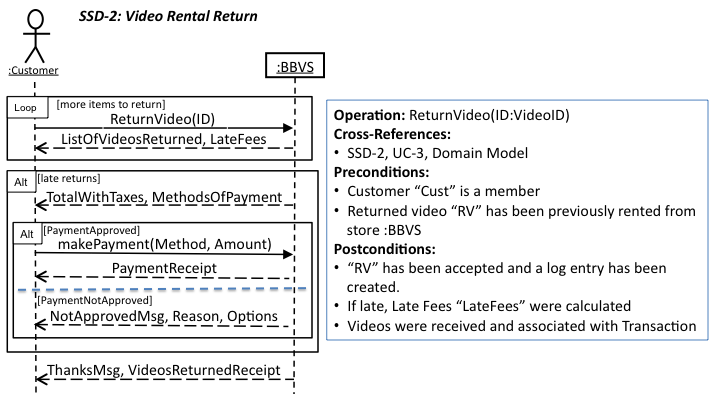 SSD-2: Video Rental Return
:Customer
:BBVS
Loop
[more items to return]
ReturnVideo(ID)
ListOfVideosReturned, LateFees
Alt
[late returns]
TotalWithTaxes, MethodsOfPayment
Alt
[PaymentApproved]
makePayment(Method, Amount)
PaymentReceipt
[PaymentNotApproved]
NotApprovedMsg, Reason, Options
ThanksMsg, VideosReturnedReceipt
Operation: ReturnVideo(ID:VideoID)
Cross-References:
• SSD-2, UC-3, Domain Model
Preconditions:
• Customer “Cust” is a member
• Returned video “RV” has been previously rented from
store :BBVS
Postconditions:
• “RV” has been accepted and a log entry has been
created.
• If late, Late Fees “LateFees” were calculated
• Videos were received and associated with Transaction